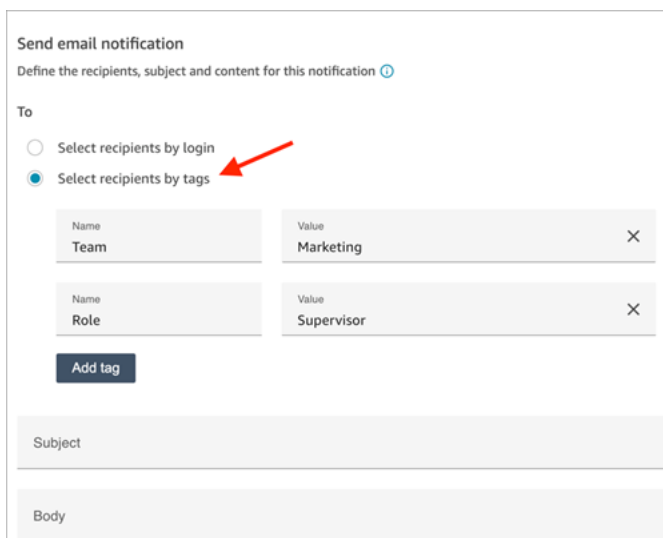 Send email notification
Define the recipients, subject and content for this notification
To
Select recipients by login
Select recipients by tags
Name
Team
Value
Marketing
Name
Role
Value
Supervisor
Add tag
Subject
Body